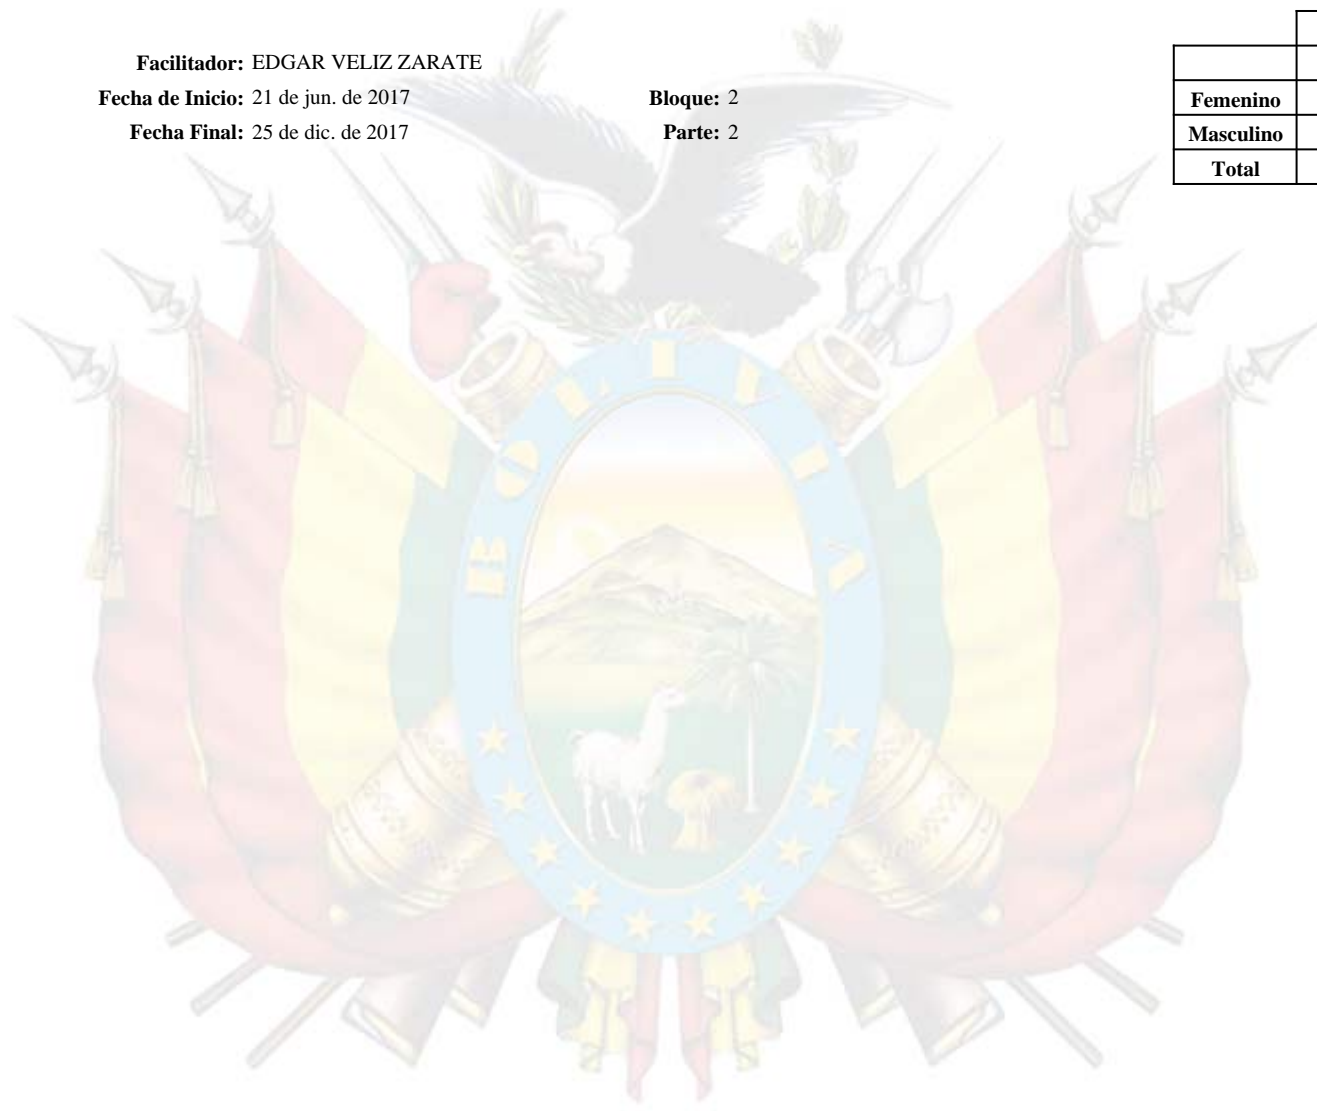 Facilitador: EDGAR VELIZ ZARATE
Fecha de Inicio: 21 de jun. de 2017 Bloque: 2
Fecha Final: 25 de dic. de 2017 Parte: 2
Femenino
Masculino
Total
BOLIVIA